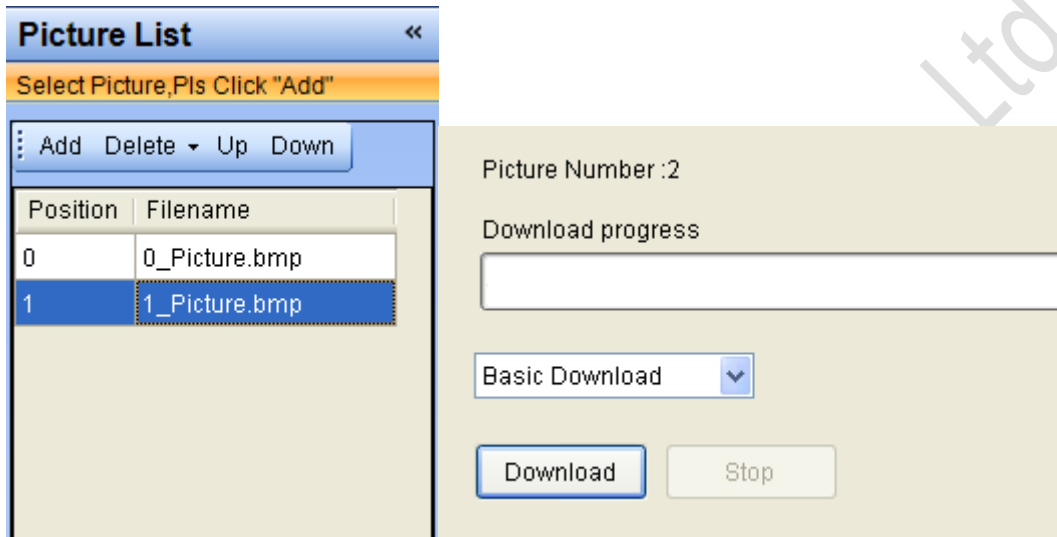 Picture List «
Select Picture,Pls Click "Add"
Add Delete Up Down
Position Filename
0 0_Picture.bmp
1 1_Picture.bmp
Picture Number :2
Download progress
Basic Download
Download Stop
Ltd